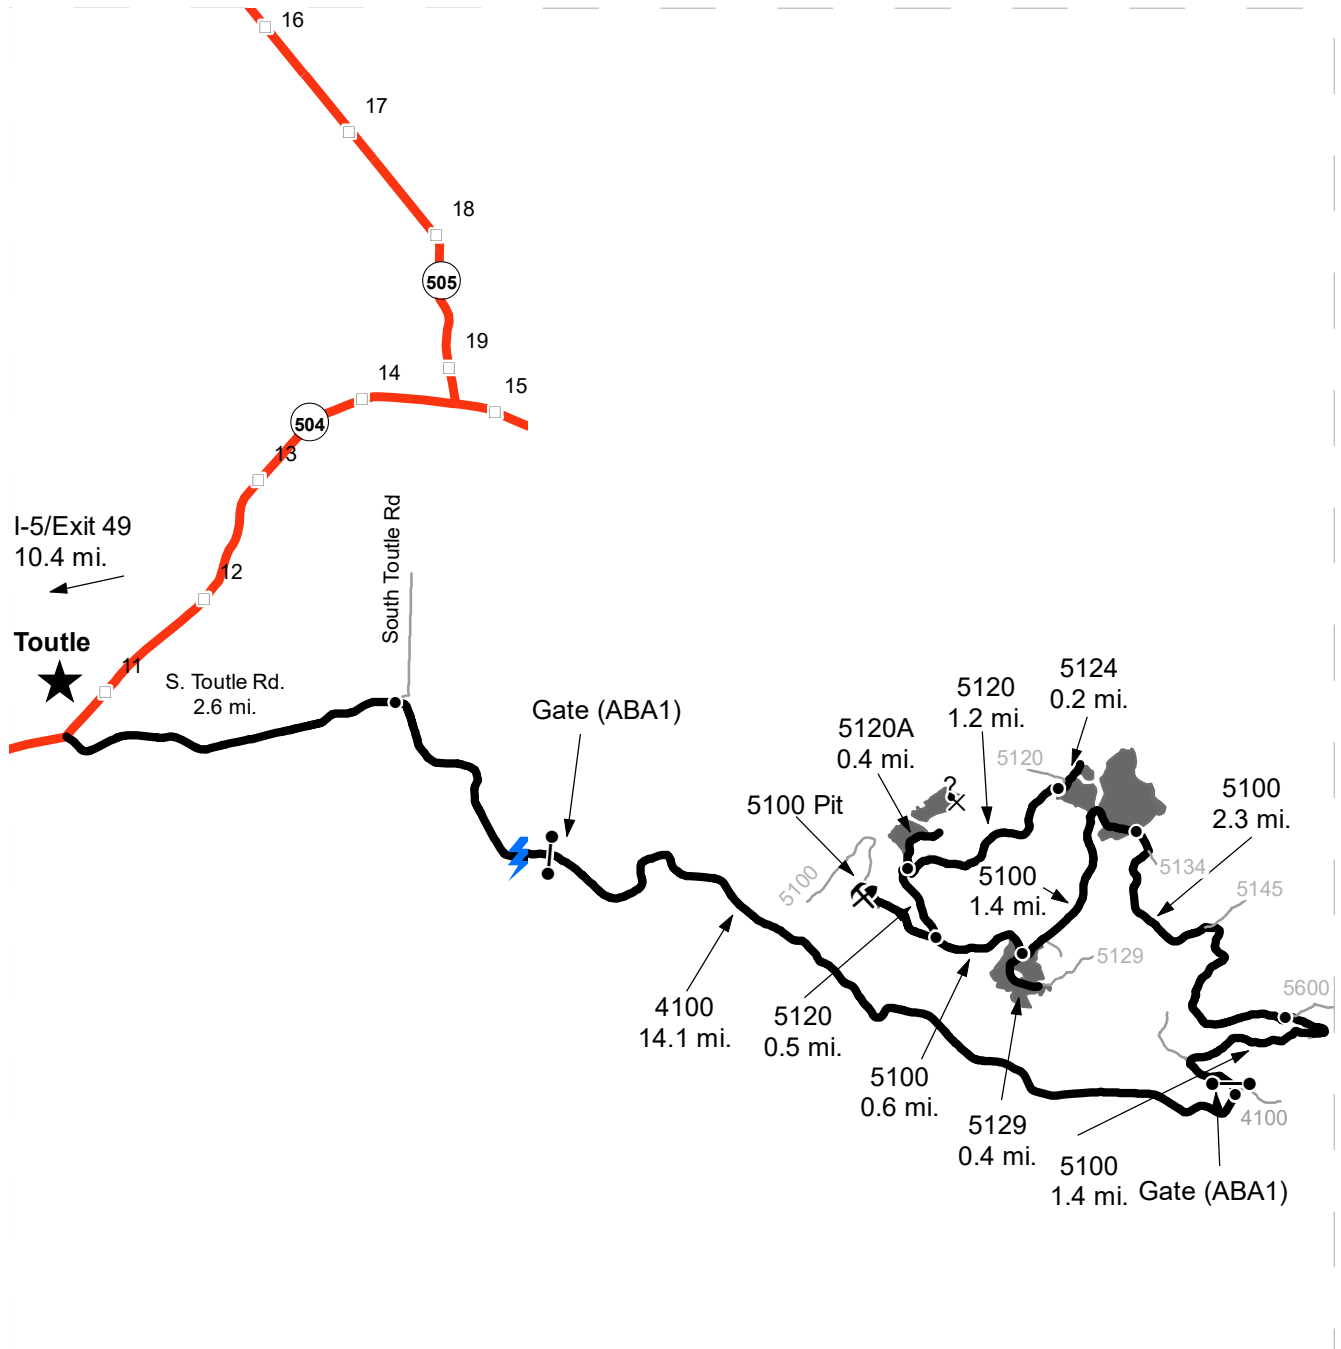 16
17
18
505
19
14
15
504
13
South Toutle Rd
I-5/Exit 49
10.4 mi.
12
Toutle
11
S. Toutle Rd.
2.6 mi.
Gate (ABA1)
5124
0.2 mi.
5120
1.2 mi.
5120A
0.4 mi.
5120
?
5100 Pit
5100
2.3 mi.
5100
5100
1.4 mi.
5134
5145
5129
5600
4100
14.1 mi.
5120
0.5 mi.
5100
0.6 mi.
5129
0.4 mi.
4100
5100
1.4 mi.
Gate (ABA1)